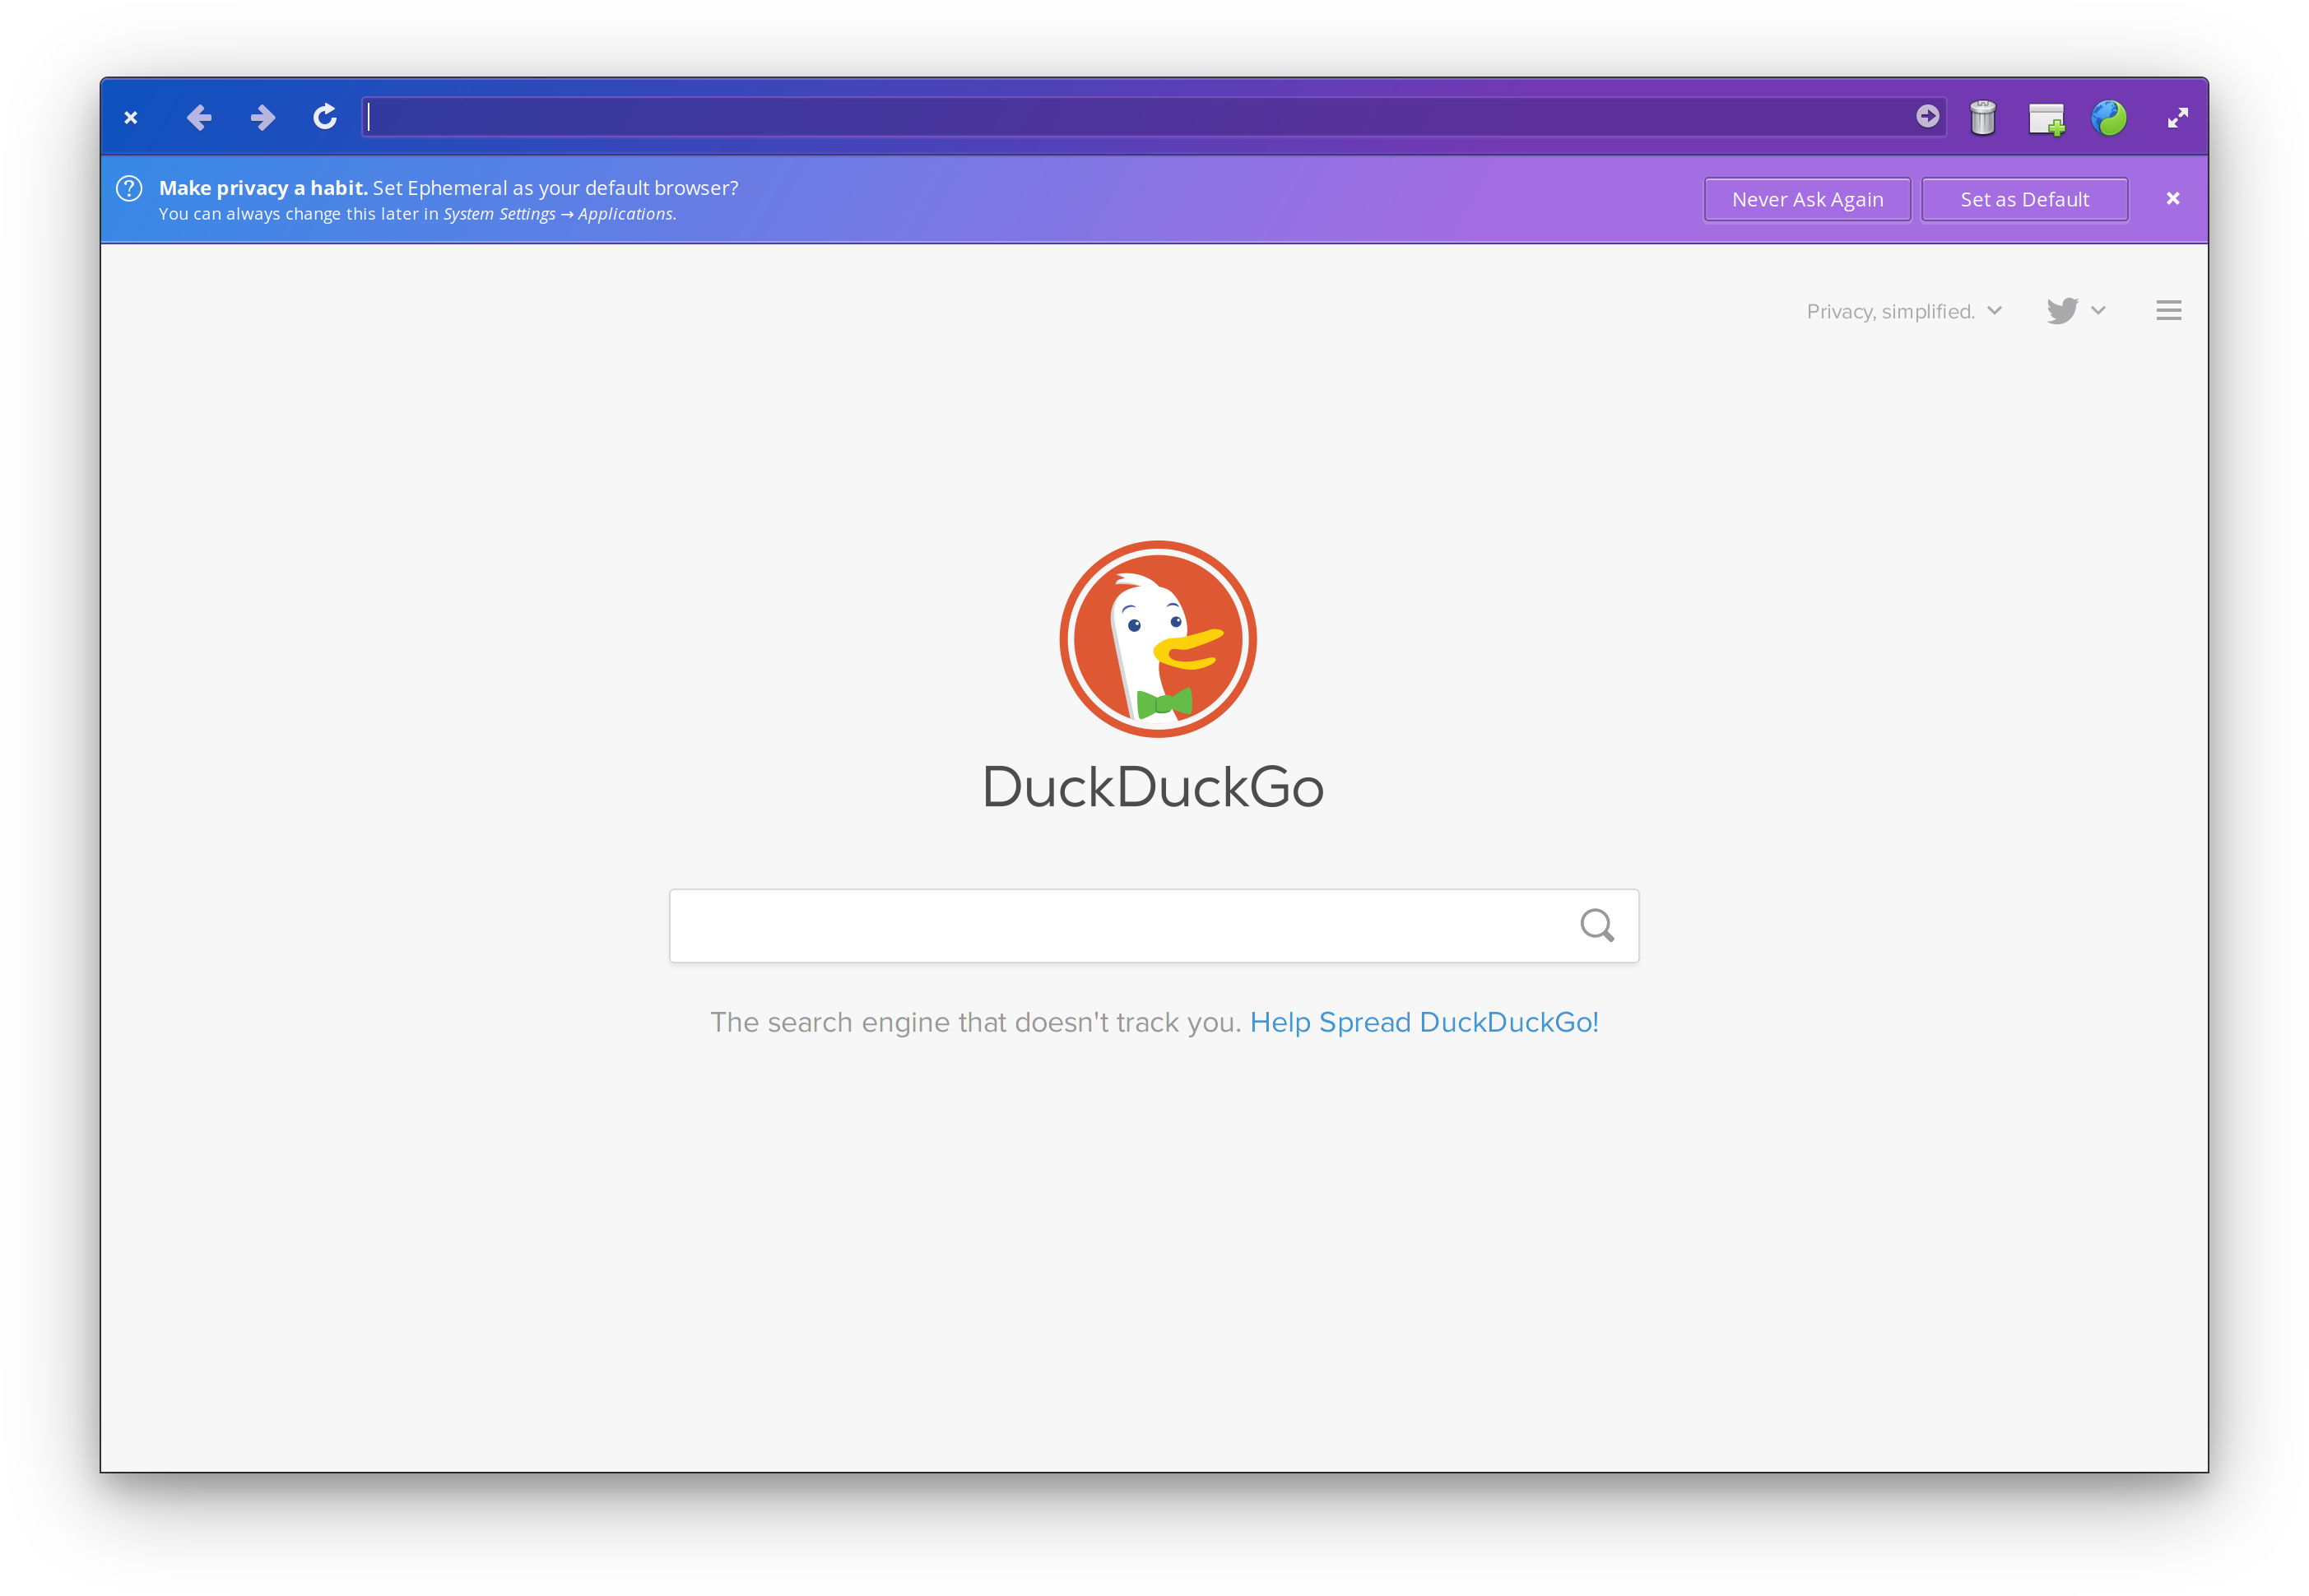 Make privacy a habit. Set Ephemeral as your default browser?
You can always change this later in System Settings → Applications.
Never Ask Again
Set as Default
Privacy, simplified.
DuckDuckGo
The search engine that doesn't track you. Help Spread DuckDuckGo!